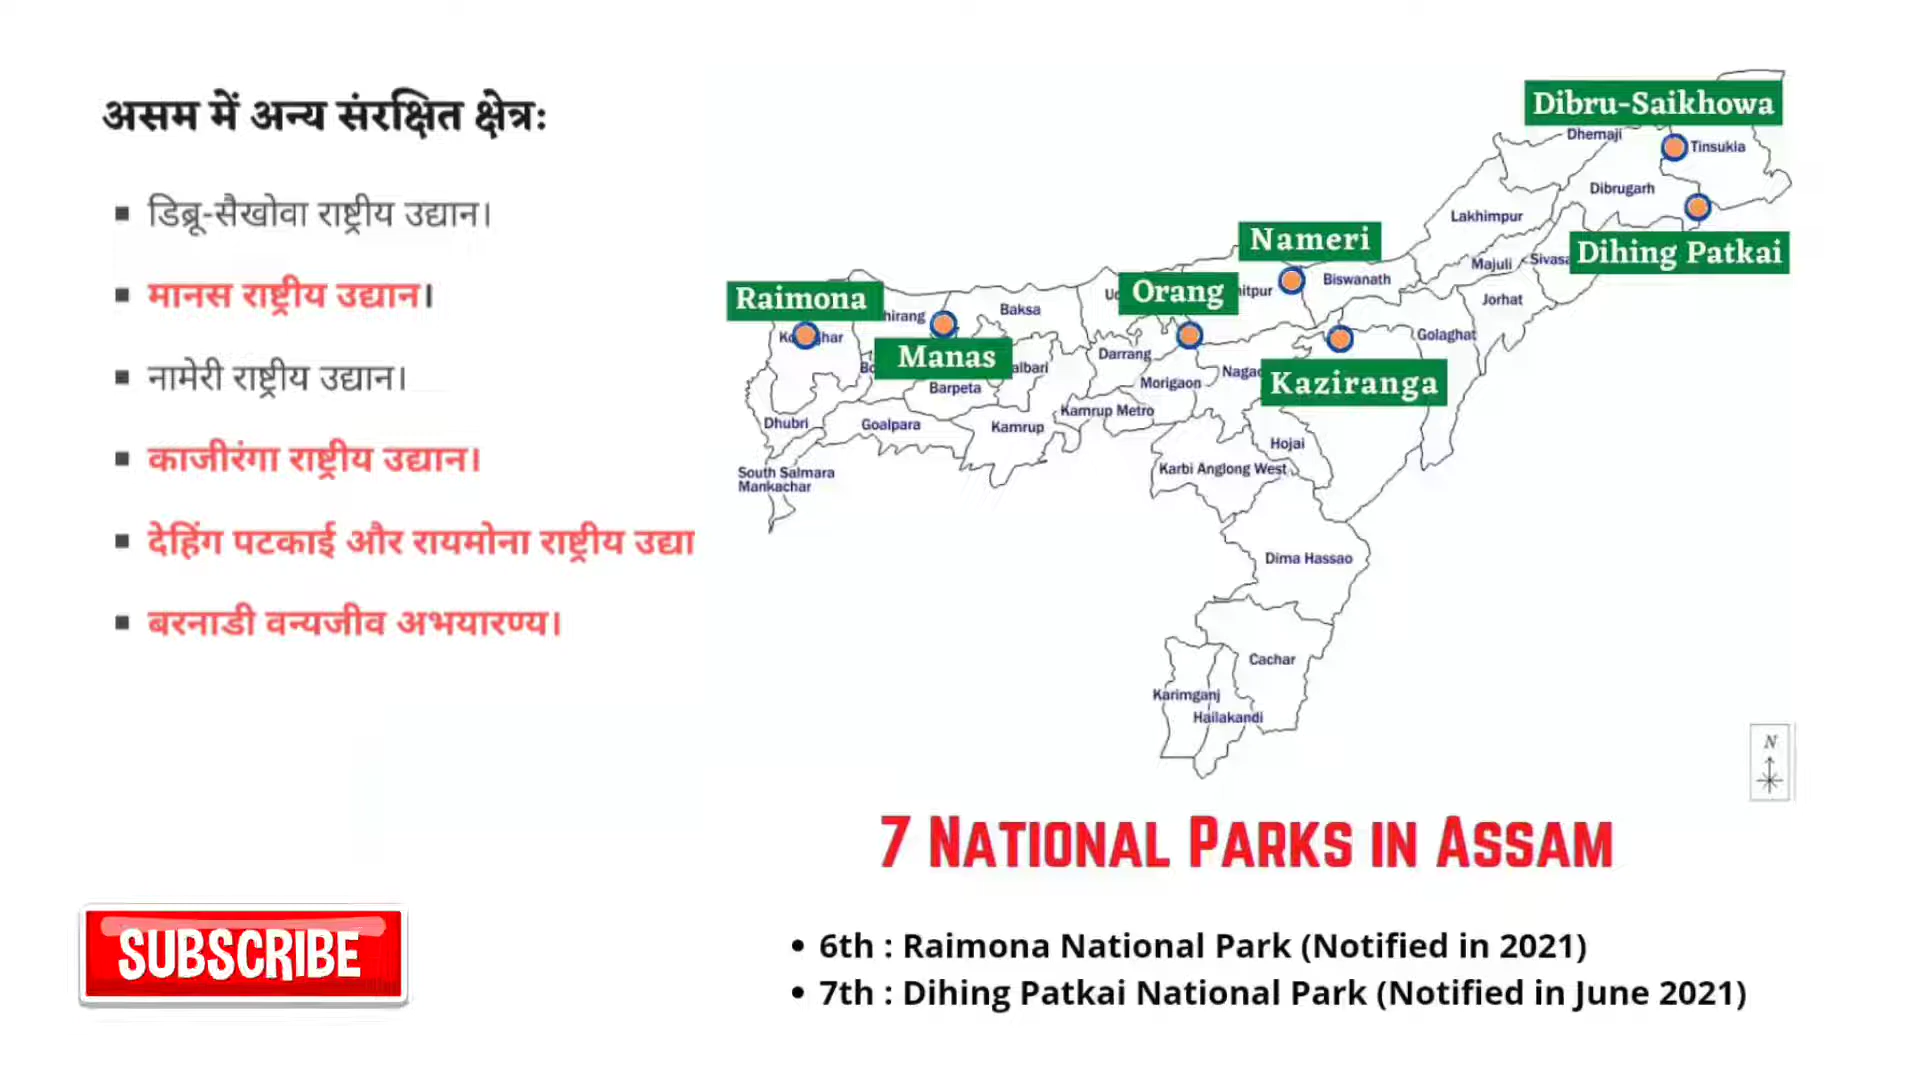 असम में अन्य संरक्षित क्षेत्र:
डिब्रू-सैखोवा राष्ट्रीय उद्यान।
मानस राष्ट्रीय उद्यान।
नामेरी राष्ट्रीय उद्यान।
काजीरंगा राष्ट्रीय उद्यान।
देहिंग पटकाई और रायमोना राष्ट्रीय उद्या
बरनाडी वन्यजीव अभयारण्य।
SUBSCRIBE
Dibru-Saikhowa
Dhemaji
Tinsukia
Dibrugarh
Lakhimpur
Nameri
Dihing Patkai
Majuli
Biswanath
Orang
Raimona
Jorhat
Baksa
Golaghat
Manas
Darrang
Morigaon
Kaziranga
Barpeta
Kamrup Metro
Dhubri
Goalpara
Kamrup
Hojai
Karbi Anglong West
South Salmara
Mankachar
Dima Hassao
Cachar
Karimganj
Hailakandi
N
7 National Parks in Assam
• 6th : Raimona National Park (Notified in 2021)
• 7th : Dihing Patkai National Park (Notified in June 2021)